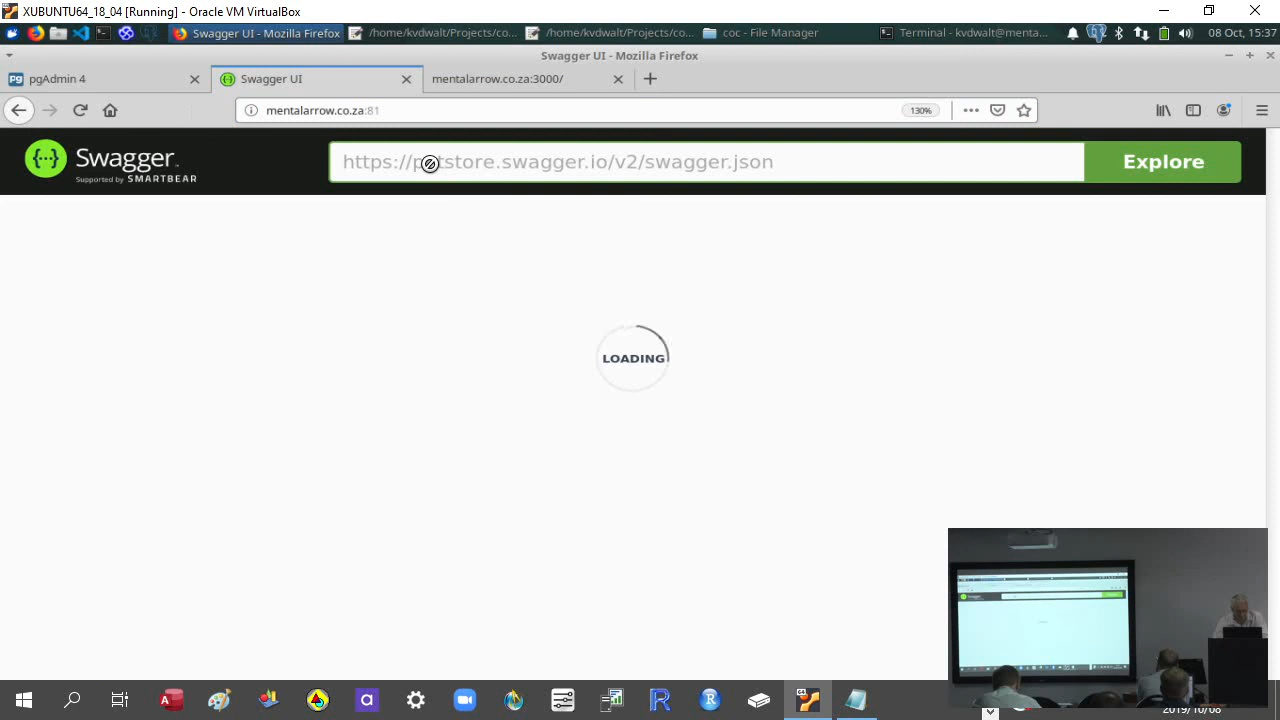 XUBUNTU64_18_04 [Running] - Oracle VM VirtualBox
Swagger UI - Mozilla Firefox
/home/kvdwalt/Projects/co...
/home/kvdwalt/Projects/co...
coc - File Manager
Terminal - kvdwalt@menta...
08 Oct, 15:37
Swagger UI - Mozilla Firefox
pgAdmin 4
Swagger UI
mentalarrow.co.za:3000/
mentalarrow.co.za:81
130%
Swagger
Supported by SMARTBEAR
https://petstore.swagger.io/v2/swagger.json
Explore
LOADING
Swagger
2019/10/08